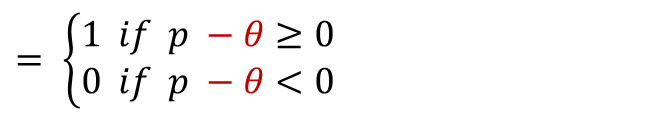 = {1 if p − θ ≥ 0
0 if p − θ < 0